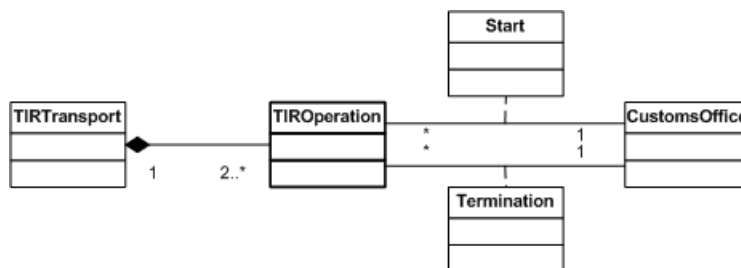 Start
TIRTransport
TIROperation
CustomsOffice
* 1
* 1
1 2..*
Termination